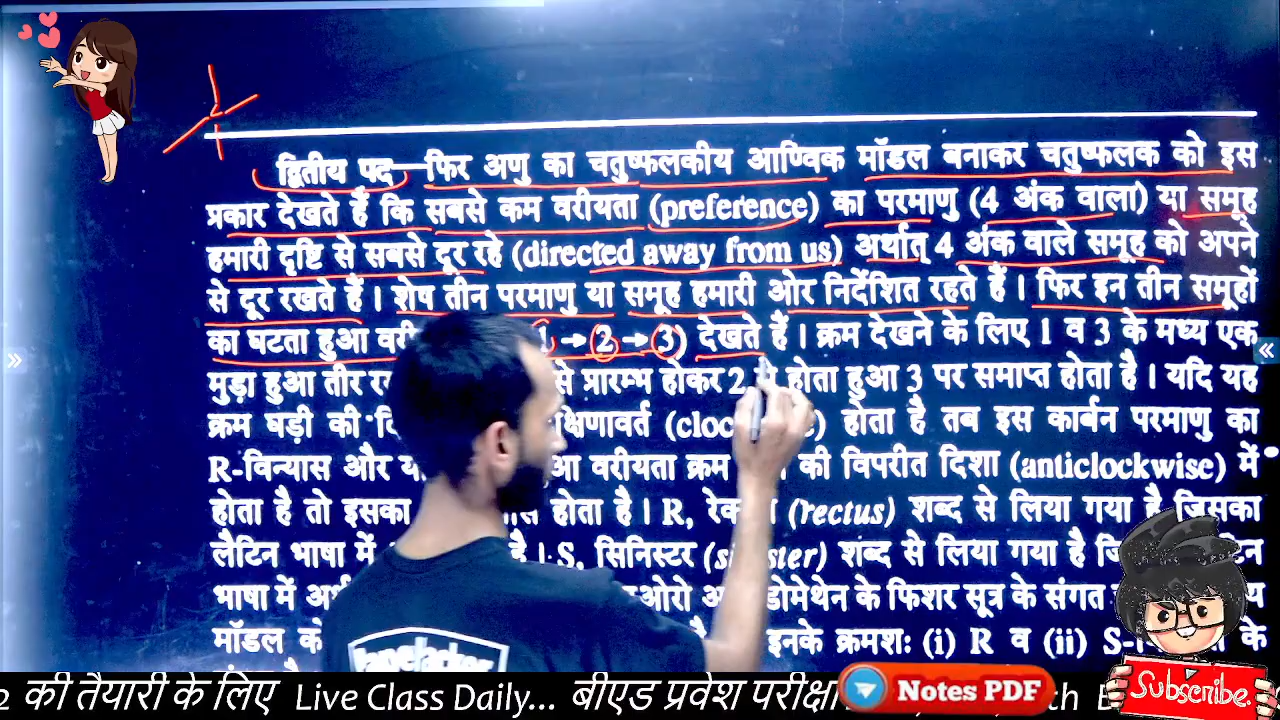 द्वितीय पद—फिर अणु का चतुष्फलकीय आण्विक मॉडल बनाकर चतुष्फलक को इस
प्रकार देखते हैं कि सबसे कम वरीयता (preference) का परमाणु (4 अंक वाला) या समूह
हमारी दृष्टि से सबसे दूर रहे (directed away from us) अर्थात् 4 अंक वाले समूह को अपने
से दूर रखते हैं। शेष तीन परमाणु या समूह हमारी ओर निर्देशित रहते हैं। फिर इन तीन समूहों
का घटता हुआ 1 → 2 → 3) देखते हैं। क्रम देखने के लिए 1 व 3 के मध्य एक
मुड़ा हुआ तीर से प्रारम्भ होकर 2 होता हुआ 3 पर समाप्त होता है। यदि यह
क्रम घड़ी की होता है तब इस कार्बन परमाणु का
R-विन्यास और वरीयता क्रम की विपरीत दिशा (anticlockwise) में
होता है तो इसका होता है। R, (rectus) शब्द से लिया गया है जिसका
लैटिन भाषा में है। S, सिनिस्टर शब्द से लिया गया है
भाषा में के फिशर सूत्र के संगत
मॉडल को इनके क्रमशः (i) R व (ii) के
की तैयारी के लिए Live Class Daily... बीएड प्रवेश परीक्षा
Notes PDF
Subscribe.